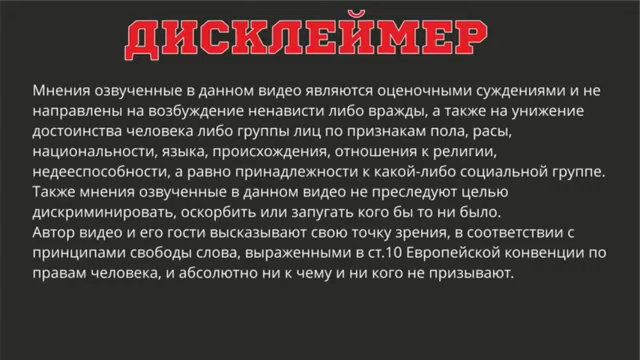 ДИСКЛЕЙМЕР
Мнения озвученные в данном видео являются оценочными суждениями и не
направлены на возбуждение ненависти либо вражды, а также на унижение
достоинства человека либо группы лиц по признакам пола, расы,
национальности, языка, происхождения, отношения к религии,
недееспособности, а равно принадлежности к какой-либо социальной группе.
Также мнения озвученные в данном видео не преследуют целью
дискриминировать, оскорбить или запугать кого бы то ни было.
Автор видео и его гости высказывают свою точку зрения, в соответствии с
принципами свободы слова, выраженными в ст.10 Европейской конвенции по
правам человека, и абсолютно ни к чему и ни кого не призывают.